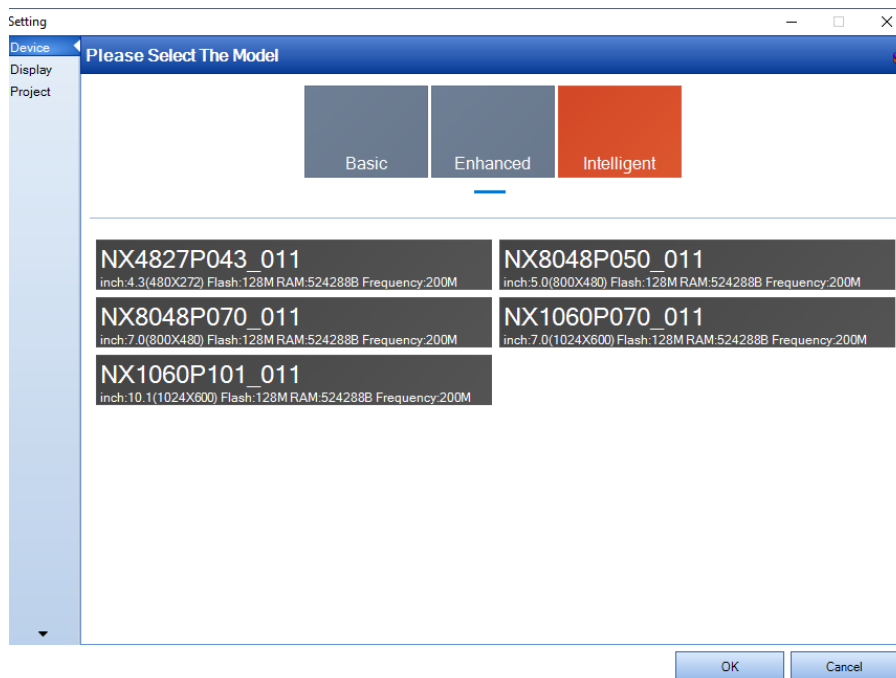 Setting
Device
Display
Project
Please Select The Model
Basic
Enhanced
Intelligent
NX4827P043_011
inch:4.3(480X272) Flash:128M RAM:524288B Frequency:200M
NX8048P050_011
inch:5.0(800X480) Flash:128M RAM:524288B Frequency:200M
NX8048P070_011
inch:7.0(800X480) Flash:128M RAM:524288B Frequency:200M
NX1060P070_011
inch:7.0(1024X600) Flash:128M RAM:524288B Frequency:200M
NX1060P101_011
inch:10.1(1024X600) Flash:128M RAM:524288B Frequency:200M
OK
Cancel